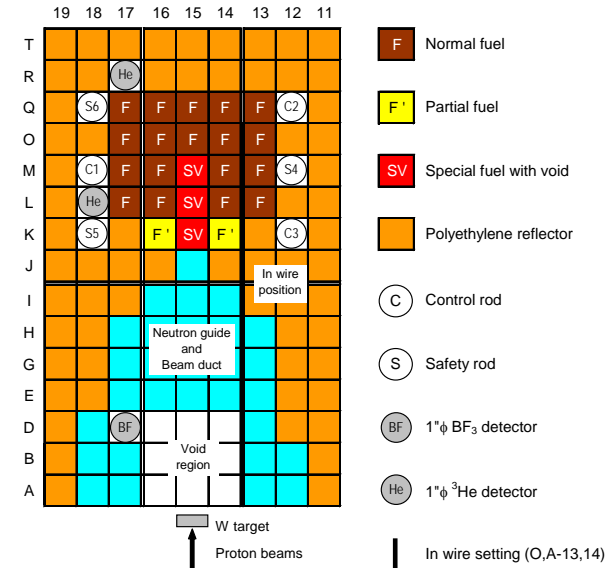 19 18 17 16 15 14 13 12 11
T
R He
Q S6 F F F F F C2
O F F F F F
M C1 F F SV F F S4
L He F F SV F F
K S5 F' SV F' C3
J
I
H
G
E
D BF
B
A
In wire
position
Neutron guide
and
Beam duct
Void
region
W target
Proton beams
F Normal fuel
F' Partial fuel
SV Special fuel with void
Polyethylene reflector
C Control rod
S Safety rod
BF 1"ϕ BF₃ detector
He 1"ϕ ³He detector
In wire setting (O,A-13,14)